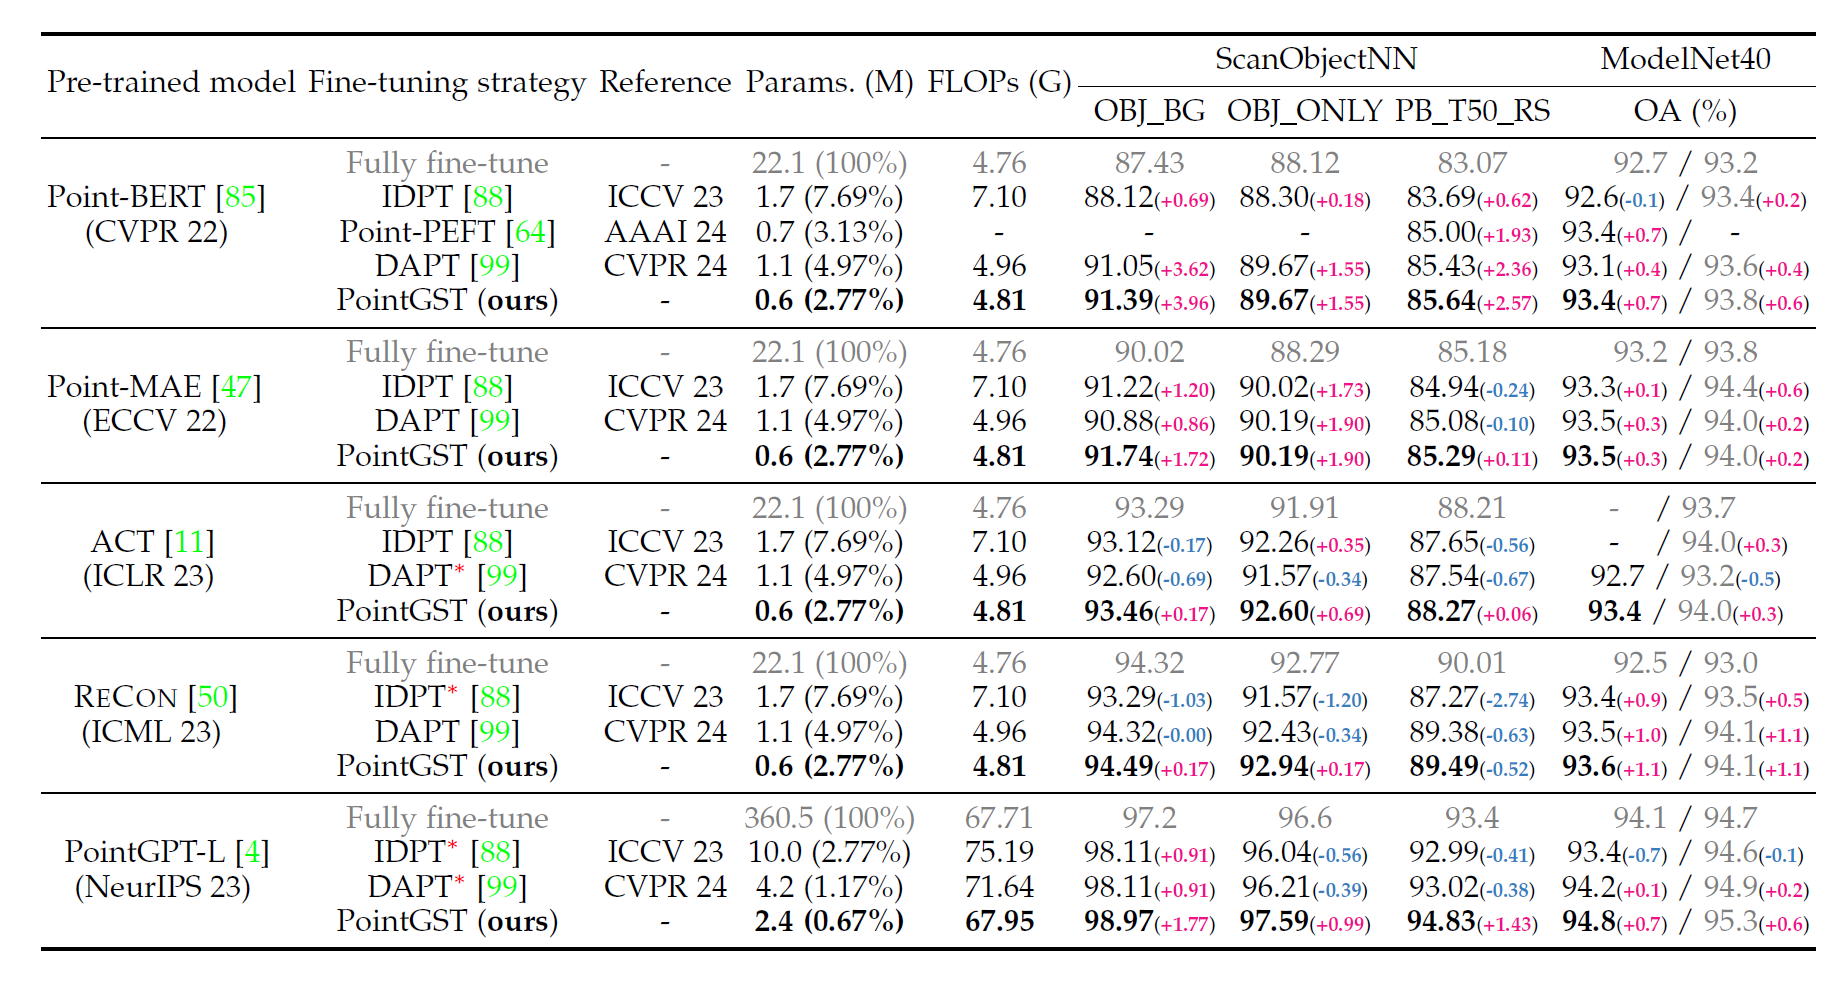 Pre-trained model Fine-tuning strategy Reference Params. (M) FLOPs (G) ScanObjectNN ModelNet40
OBJ_BG OBJ_ONLY PB_T50_RS OA (%)
Fully fine-tune - 22.1 (100%) 4.76 87.43 88.12 83.07 92.7 / 93.2
Point-BERT [85] IDPT [88] ICCV 23 1.7 (7.69%) 7.10 88.12(+0.69) 88.30(+0.18) 83.69(+0.62) 92.6(-0.1) / 93.4(+0.2)
(CVPR 22) Point-PEFT [64] AAAI 24 0.7 (3.13%) - - - 85.00(+1.93) 93.4(+0.7) / -
DAPT [99] CVPR 24 1.1 (4.97%) 4.96 91.05(+3.62) 89.67(+1.55) 85.43(+2.36) 93.1(+0.4) / 93.6(+0.4)
PointGST (ours) - 0.6 (2.77%) 4.81 91.39(+3.96) 89.67(+1.55) 85.64(+2.57) 93.4(+0.7) / 93.8(+0.6)
Fully fine-tune - 22.1 (100%) 4.76 90.02 88.29 85.18 93.2 / 93.8
Point-MAE [47] IDPT [88] ICCV 23 1.7 (7.69%) 7.10 91.22(+1.20) 90.02(+1.73) 84.94(-0.24) 93.3(+0.1) / 94.4(+0.6)
(ECCV 22) DAPT [99] CVPR 24 1.1 (4.97%) 4.96 90.88(+0.86) 90.19(+1.90) 85.08(-0.10) 93.5(+0.3) / 94.0(+0.2)
PointGST (ours) - 0.6 (2.77%) 4.81 91.74(+1.72) 90.19(+1.90) 85.29(+0.11) 93.5(+0.3) / 94.0(+0.2)
Fully fine-tune - 22.1 (100%) 4.76 93.29 91.91 88.21 - / 93.7
ACT [11] IDPT [88] ICCV 23 1.7 (7.69%) 7.10 93.12(-0.17) 92.26(+0.35) 87.65(-0.56) - / 94.0(+0.3)
(ICLR 23) DAPT* [99] CVPR 24 1.1 (4.97%) 4.96 92.60(-0.69) 91.57(-0.34) 87.54(-0.67) 92.7 / 93.2(-0.5)
PointGST (ours) - 0.6 (2.77%) 4.81 93.46(+0.17) 92.60(+0.69) 88.27(+0.06) 93.4 / 94.0(+0.3)
Fully fine-tune - 22.1 (100%) 4.76 94.32 92.77 90.01 92.5 / 93.0
RECON [50] IDPT* [88] ICCV 23 1.7 (7.69%) 7.10 93.29(-1.03) 91.57(-1.20) 87.27(-2.74) 93.4(+0.9) / 93.5(+0.5)
(ICML 23) DAPT [99] CVPR 24 1.1 (4.97%) 4.96 94.32(-0.00) 92.43(-0.34) 89.38(-0.63) 93.5(+1.0) / 94.1(+1.1)
PointGST (ours) - 0.6 (2.77%) 4.81 94.49(+0.17) 92.94(+0.17) 89.49(-0.52) 93.6(+1.1) / 94.1(+1.1)
Fully fine-tune - 360.5 (100%) 67.71 97.2 96.6 93.4 94.1 / 94.7
PointGPT-L [4] IDPT* [88] ICCV 23 10.0 (2.77%) 75.19 98.11(+0.91) 96.04(-0.56) 92.99(-0.41) 93.4(-0.7) / 94.6(-0.1)
(NeurIPS 23) DAPT* [99] CVPR 24 4.2 (1.17%) 71.64 98.11(+0.91) 96.21(-0.39) 93.02(-0.38) 94.2(+0.1) / 94.9(+0.2)
PointGST (ours) - 2.4 (0.67%) 67.95 98.97(+1.77) 97.59(+0.99) 94.83(+1.43) 94.8(+0.7) / 95.3(+0.6)